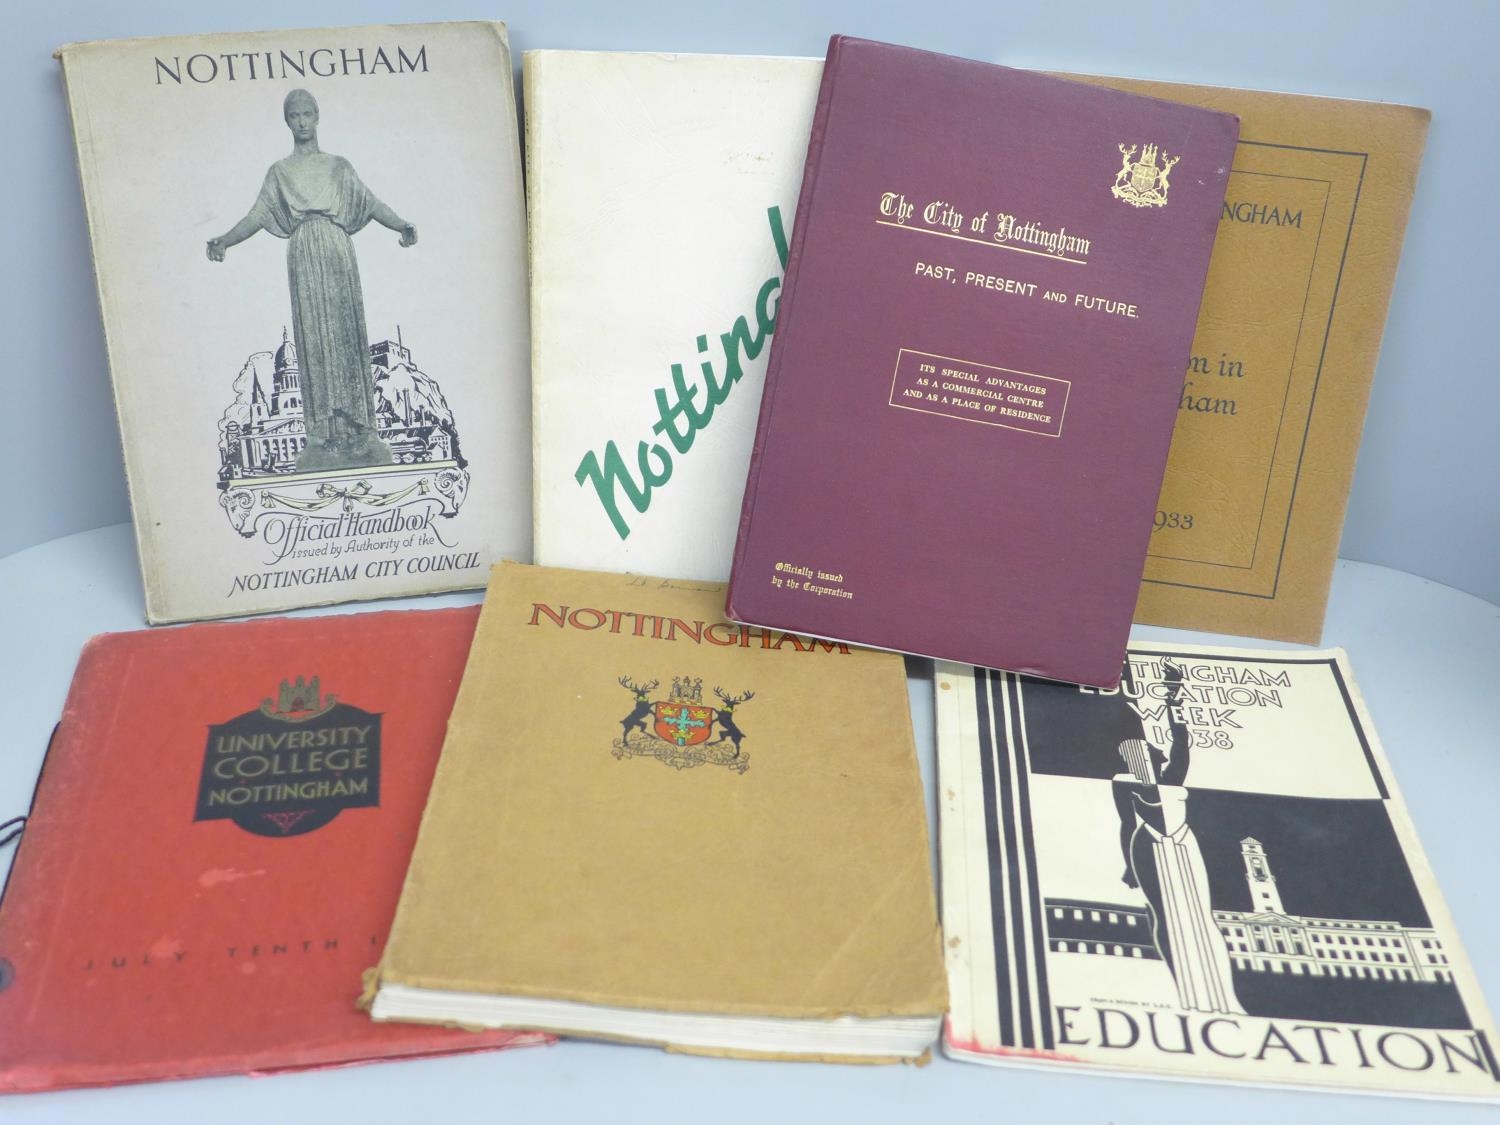 NOTTINGHAM
Official Handbook
issued by Authority of the
NOTTINGHAM CITY COUNCIL
The City of Nottingham
PAST, PRESENT AND FUTURE.
ITS SPECIAL ADVANTAGES
AS A COMMERCIAL CENTRE
AND AS A PLACE OF RESIDENCE
Officially issued
by the Corporation
NGHAM
on in
ham
933
UNIVERSITY
COLLEGE
NOTTINGHAM
JULY TENTH
NOTTINGHAM
TINGHAM
EDUCATION
WEEK
1938
EDUCATION